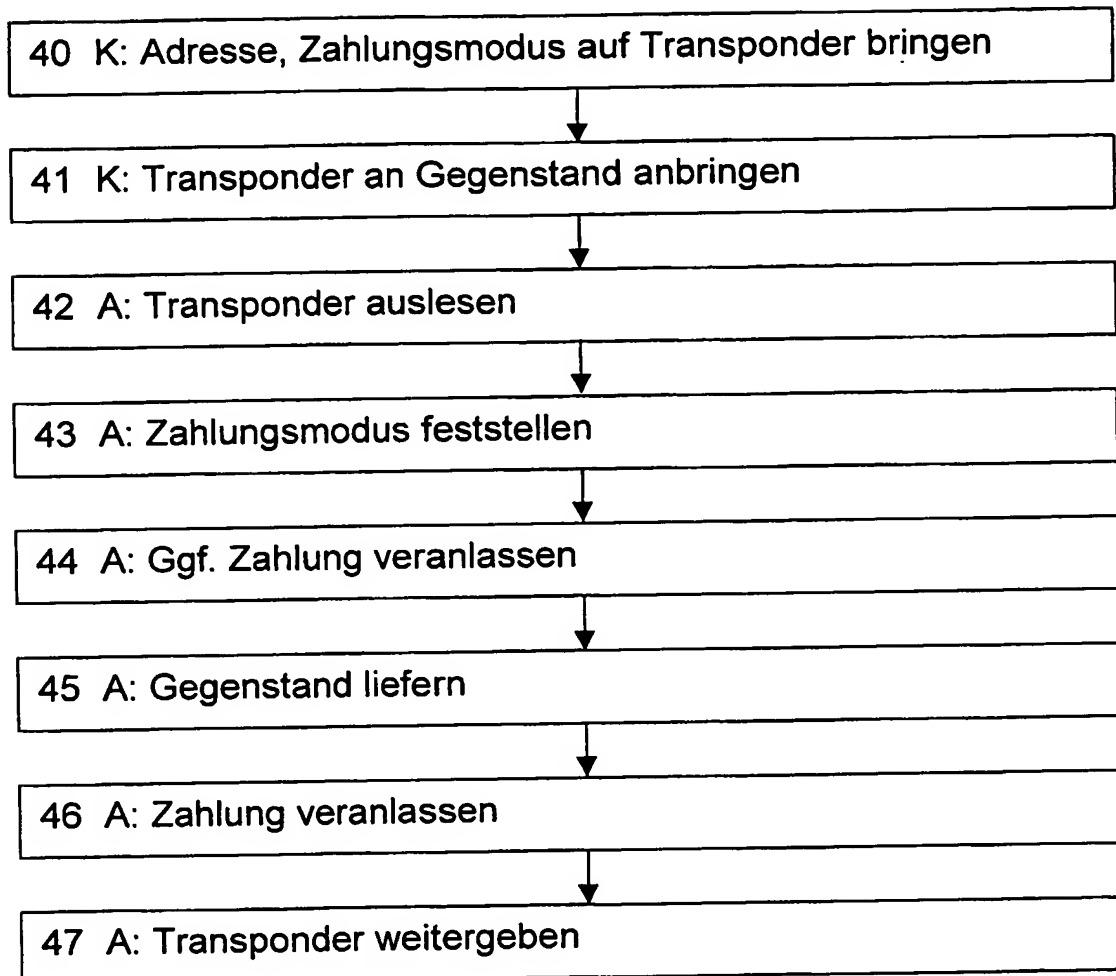 40 K: Adresse, Zahlungsmodus auf Transponder bringen
41 K: Transponder an Gegenstand anbringen
42 A: Transponder auslesen
43 A: Zahlungsmodus feststellen
44 A: Ggf. Zahlung veranlassen
45 A: Gegenstand liefern
46 A: Zahlung veranlassen
47 A: Transponder weitergeben